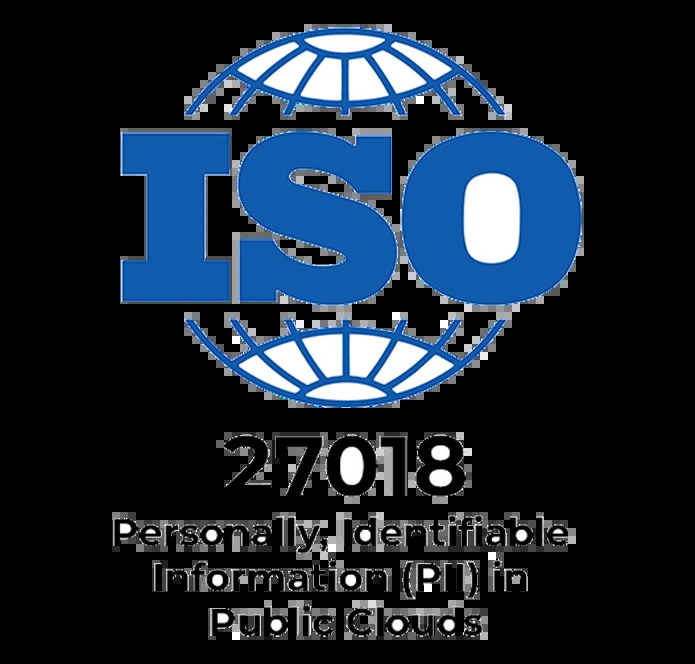 ISO
27018
Personally, Identifiable
Information (PII) in
Public Clouds